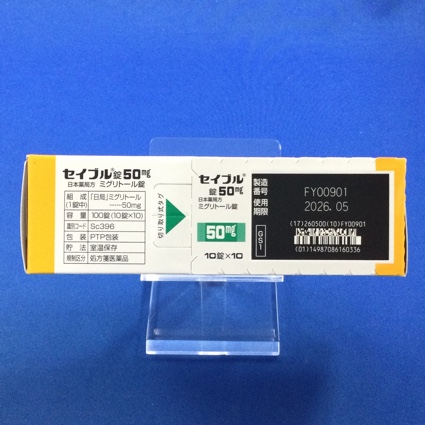 セイブル®錠50mg
日本薬局方 ミグリトール錠
組成(1錠中) 「日局」ミグリトール ……50mg
容量 100錠(10錠×10)
識別コード Sc396
包装 PTP包装
貯法 室温保存
規制区分 処方箋医薬品
切り取り式タグ
セイブル®
錠50mg
日本薬局方 ミグリトール錠
50mg
10錠×10
製造番号 FY00901
使用期限 2026.05
(17)260500(10)FY00901
GS1
(01)14987086160336